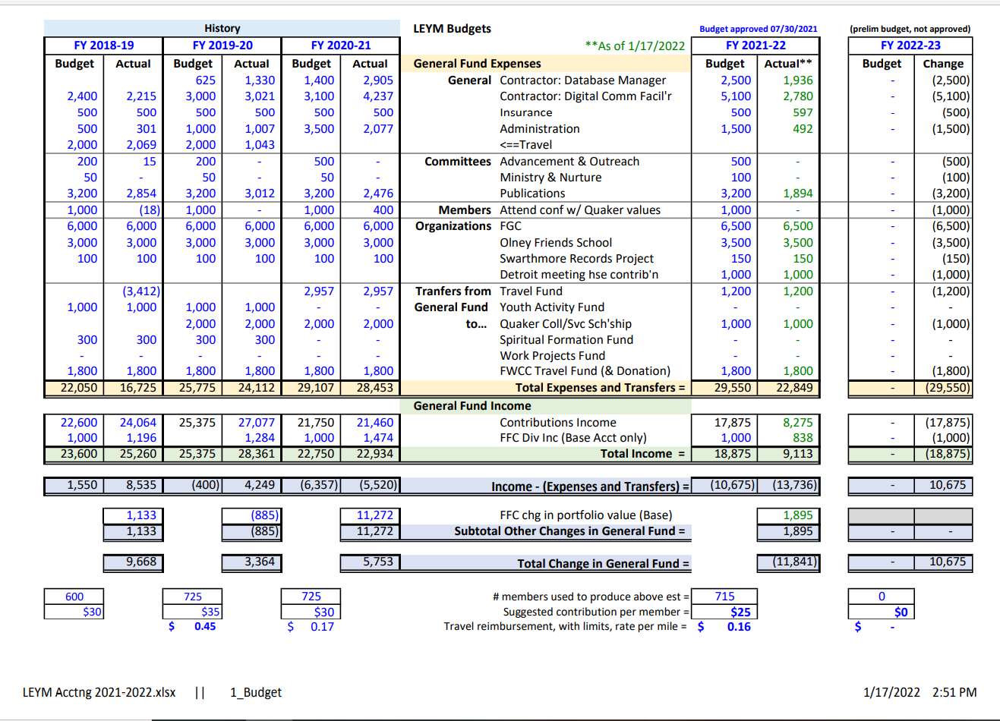 History LEYM Budgets Budget approved 07/30/2021 (prelim budget, not approved)
FY 2018-19 FY 2019-20 FY 2020-21 **As of 1/17/2022 FY 2021-22 FY 2022-23
Budget Actual Budget Actual Budget Actual General Fund Expenses Budget Actual** Budget Change
625 1,330 1,400 2,905 General Contractor: Database Manager 2,500 1,936 - (2,500)
2,400 2,215 3,000 3,021 3,100 4,237 Contractor: Digital Comm Facil'r 5,100 2,780 - (5,100)
500 500 500 500 500 500 Insurance 500 597 - (500)
500 301 1,000 1,007 3,500 2,077 Administration 1,500 492 - (1,500)
2,000 2,069 2,000 1,043 <==Travel
200 15 200 - 500 - Committees Advancement & Outreach 500 - - (500)
50 - 50 - 50 - Ministry & Nurture 100 - - (100)
3,200 2,854 3,200 3,012 3,200 2,476 Publications 3,200 1,894 - (3,200)
1,000 (18) 1,000 - 1,000 400 Members Attend conf w/ Quaker values 1,000 - - (1,000)
6,000 6,000 6,000 6,000 6,000 6,000 Organizations FGC 6,500 6,500 - (6,500)
3,000 3,000 3,000 3,000 3,000 3,000 Olney Friends School 3,500 3,500 - (3,500)
100 100 100 100 100 100 Swarthmore Records Project 150 150 - (150)
Detroit meeting hse contrib'n 1,000 1,000 - (1,000)
(3,412) 2,957 2,957 Tranfers from Travel Fund 1,200 1,200 - (1,200)
1,000 1,000 1,000 1,000 - - General Fund Youth Activity Fund - - - -
2,000 2,000 2,000 2,000 to... Quaker Coll/Svc Sch'ship 1,000 1,000 - (1,000)
300 300 300 300 - - Spiritual Formation Fund - - - -
- - - - - - Work Projects Fund - - - -
1,800 1,800 1,800 1,800 1,800 1,800 FWCC Travel Fund (& Donation) 1,800 1,800 - (1,800)
22,050 16,725 25,775 24,112 29,107 28,453 Total Expenses and Transfers = 29,550 22,849 - (29,550)
General Fund Income
22,600 24,064 25,375 27,077 21,750 21,460 Contributions Income 17,875 8,275 - (17,875)
1,000 1,196 1,284 1,000 1,474 FFC Div Inc (Base Acct only) 1,000 838 - (1,000)
23,600 25,260 25,375 28,361 22,750 22,934 Total Income = 18,875 9,113 - (18,875)
1,550 8,535 (400) 4,249 (6,357) (5,520) Income - (Expenses and Transfers) = (10,675) (13,736) - 10,675
1,133 (885) 11,272 FFC chg in portfolio value (Base) 1,895
1,133 (885) 11,272 Subtotal Other Changes in General Fund = 1,895 - -
9,668 3,364 5,753 Total Change in General Fund = (11,841) - 10,675
600 725 725 # members used to produce above est = 715 0
$30 $35 $30 Suggested contribution per member = $25 $0
$ 0.45 $ 0.17 Travel reimbursement, with limits, rate per mile = $ 0.16 $ -
LEYM Acctng 2021-2022.xlsx || 1_Budget 1/17/2022 2:51 PM